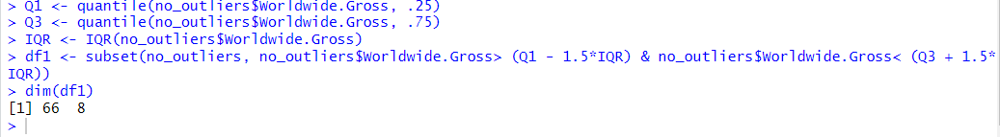 > Q1 <- quantile(no_outliers$Worldwide.Gross, .25)
> Q3 <- quantile(no_outliers$Worldwide.Gross, .75)
> IQR <- IQR(no_outliers$Worldwide.Gross)
> df1 <- subset(no_outliers, no_outliers$Worldwide.Gross> (Q1 - 1.5*IQR) & no_outliers$Worldwide.Gross< (Q3 + 1.5*
IQR))
> dim(df1)
[1] 66  8
>